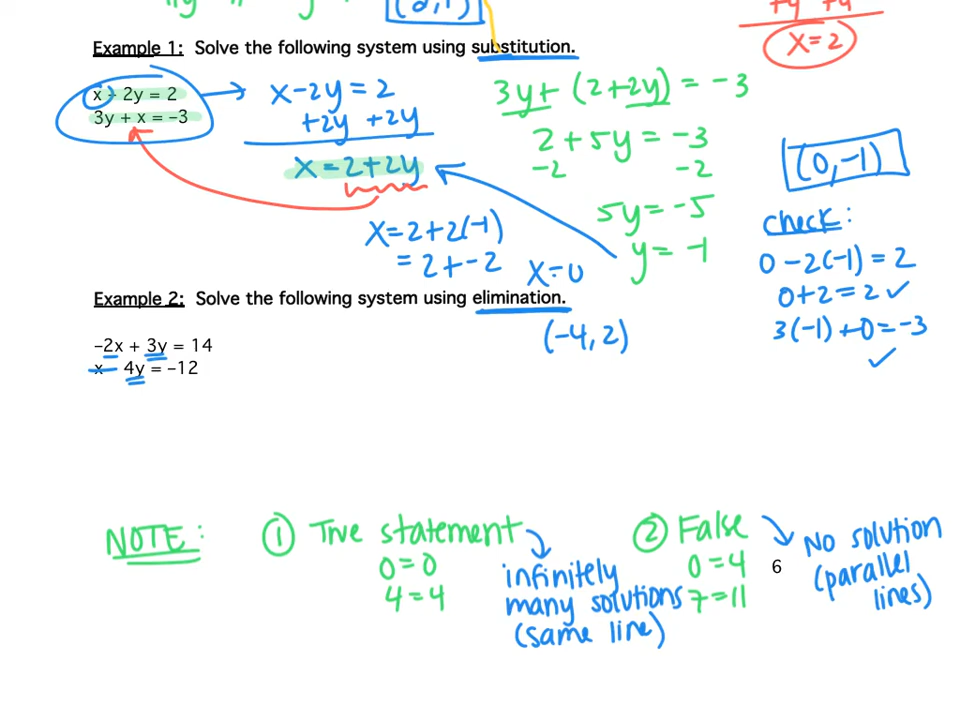 (2,1)
+y +y
x=2
Example 1: Solve the following system using substitution.
x - 2y = 2
3y + x = -3
x-2y = 2
+2y +2y
x = 2+2y
x=2+2(-1)
= 2+-2
x=0
3y+(2+2y) = -3
2+5y = -3
-2 -2
5y = -5
y = -1
(0,-1)
check:
0-2(-1) = 2
0+2=2 ✓
3(-1)+0=-3
✓
Example 2: Solve the following system using elimination.
(-4,2)
-2x + 3y = 14
x - 4y = -12
NOTE:
① True statement
0=0
4=4
infinitely
many solutions
(same line)
② False
0=4
7=11
No solution
(parallel
lines)
6